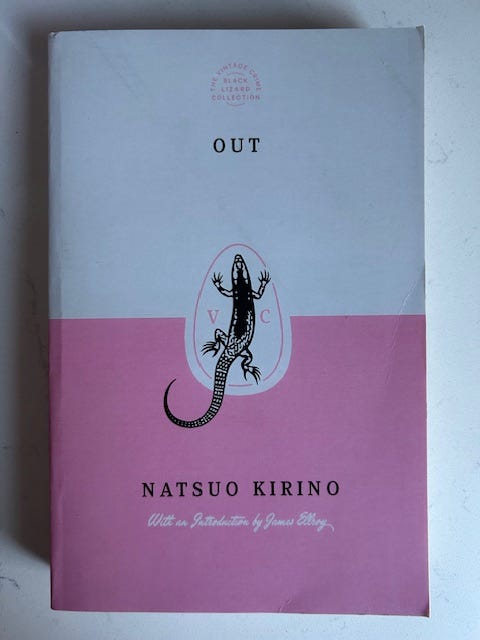 THE VINTAGE CRIME
BLACK
LIZARD
COLLECTION
OUT
V C
NATSUO KIRINO
With an Introduction by James Ellroy